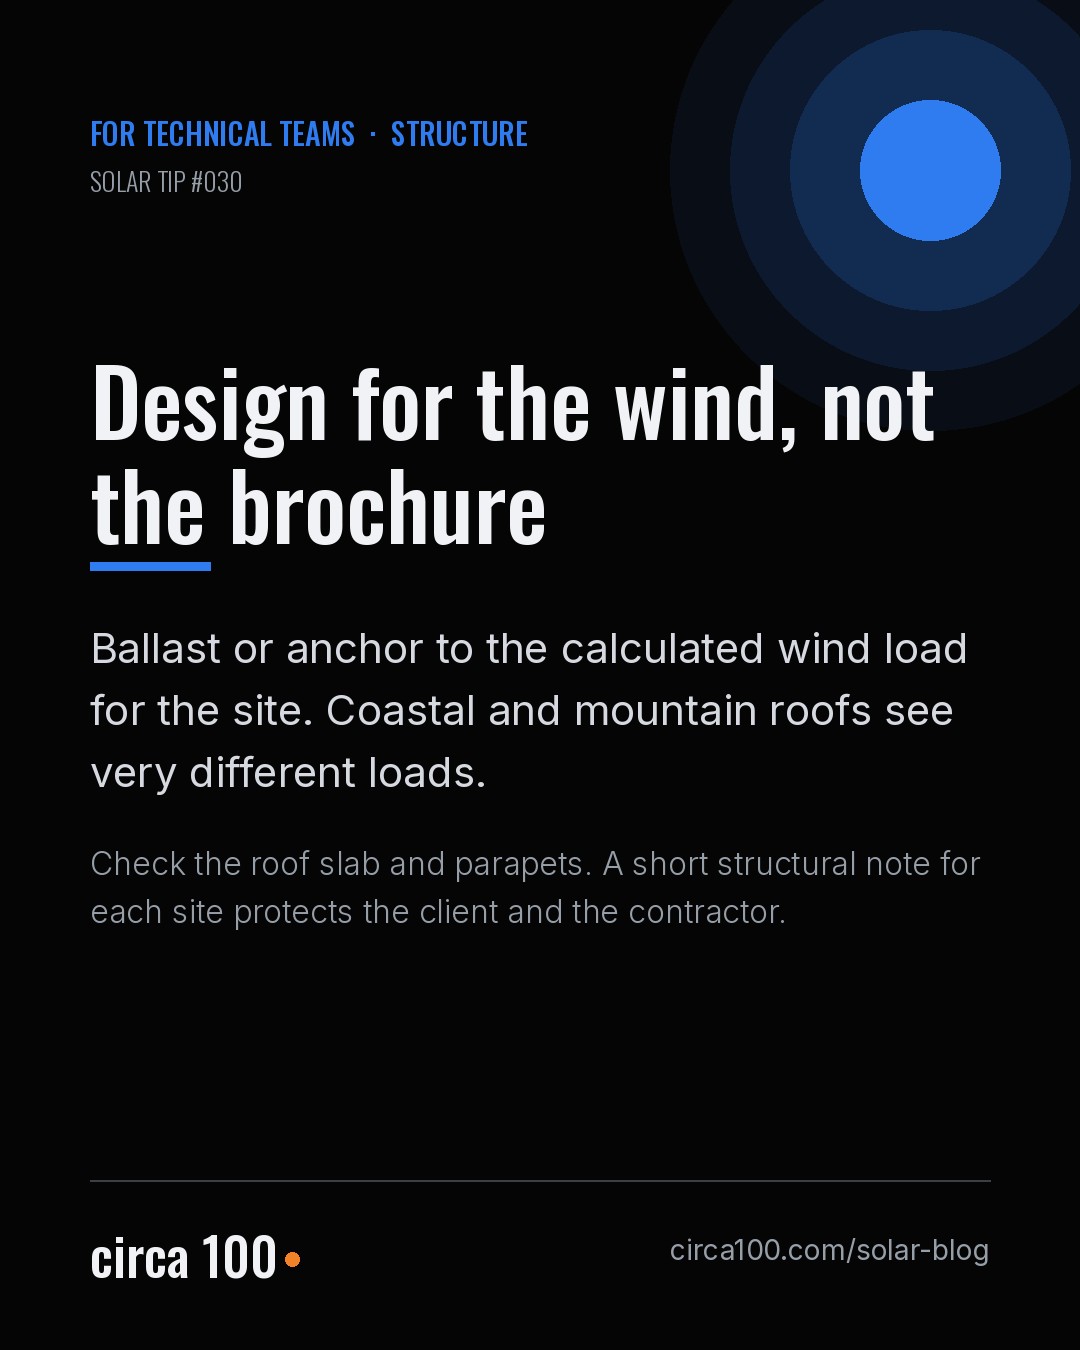 FOR TECHNICAL TEAMS · STRUCTURE
SOLAR TIP #030
Design for the wind, not
the brochure
Ballast or anchor to the calculated wind load
for the site. Coastal and mountain roofs see
very different loads.
Check the roof slab and parapets. A short structural note for
each site protects the client and the contractor.
circa 100
circa100.com/solar-blog